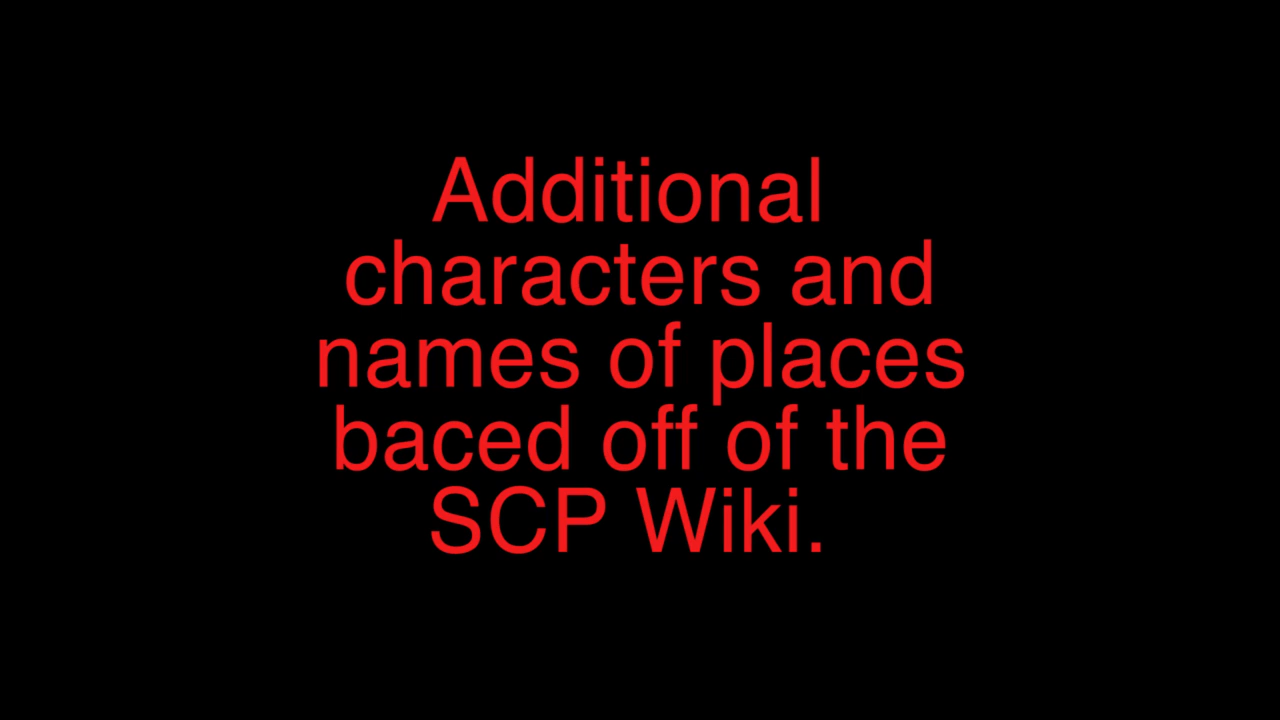 Additional
characters and
names of places
baced off of the
SCP Wiki.